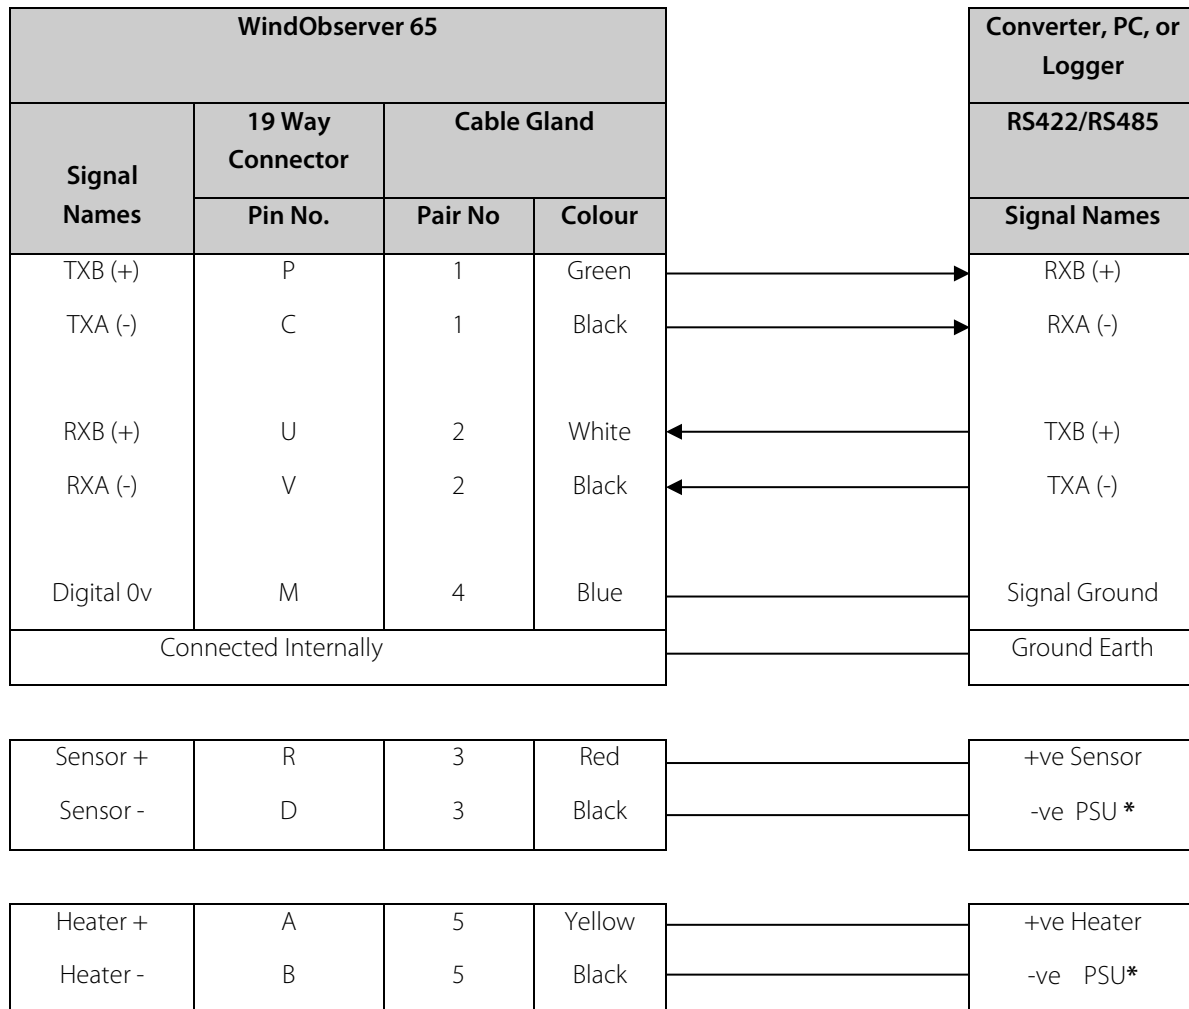 WindObserver 65
Converter, PC, or
Logger
Signal
Names
19 Way
Connector
Cable Gland
RS422/RS485
Pin No.
Pair No
Colour
Signal Names
TXB (+) P 1 Green RXB (+)
TXA (-) C 1 Black RXA (-)
RXB (+) U 2 White TXB (+)
RXA (-) V 2 Black TXA (-)
Digital 0v M 4 Blue Signal Ground
Connected Internally Ground Earth
Sensor + R 3 Red +ve Sensor
Sensor - D 3 Black -ve PSU *
Heater + A 5 Yellow +ve Heater
Heater - B 5 Black -ve PSU*